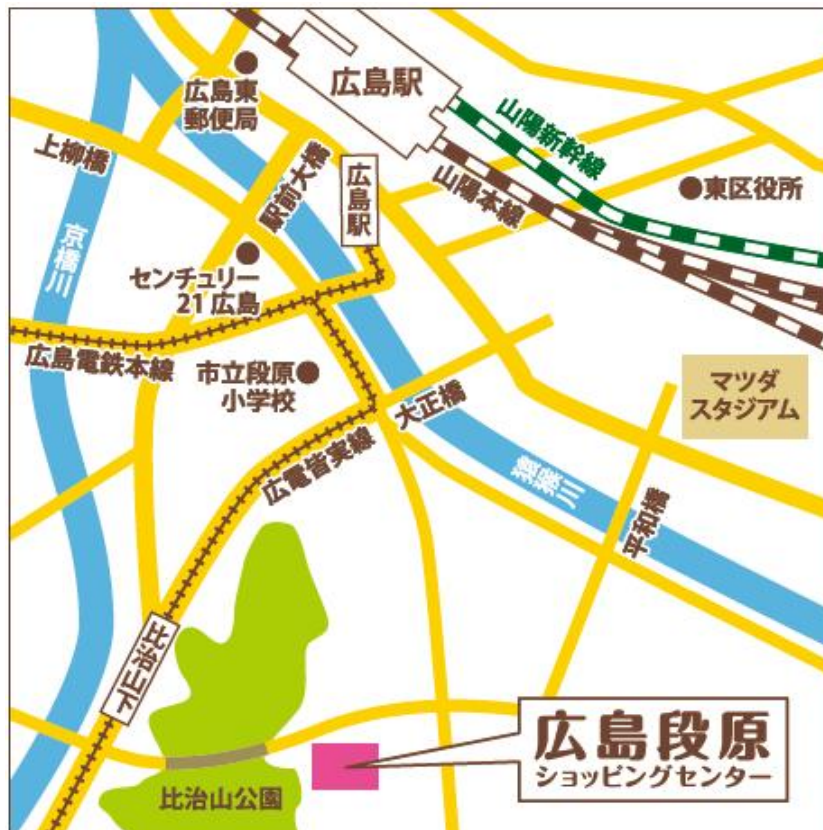 広島駅
広島東
郵便局
山陽新幹線
上柳橋
駅前大橋
広島駅
山陽本線
東区役所
京橋川
センチュリー
21広島
広島電鉄本線
市立段原
小学校
大正橋
マツダ
スタジアム
広電皆実線
猿猴川
平和橋
比治山下
広島段原
ショッピングセンター
比治山公園